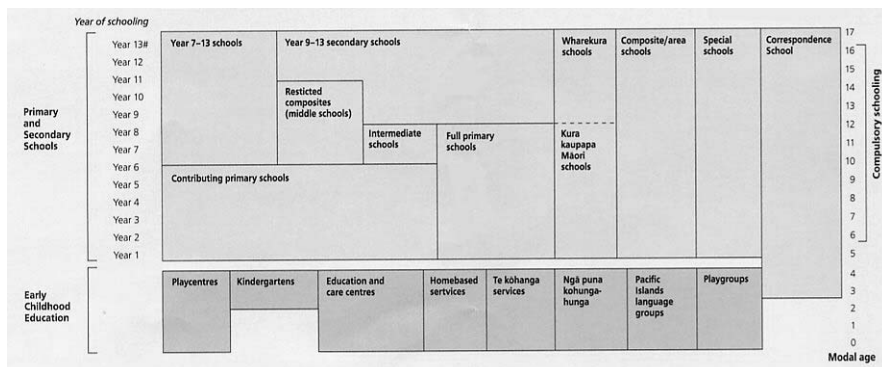 Year of schooling
Year 13#
Year 12
Year 11
Year 10
Year 9
Year 8
Year 7
Year 6
Year 5
Year 4
Year 3
Year 2
Year 1
Primary
and
Secondary
Schools
Early
Childhood
Education
Year 7–13 schools
Year 9–13 secondary schools
Resticted
composites
(middle schools)
Intermediate
schools
Full primary
schools
Contributing primary schools
Wharekura
schools
Kura
kaupapa
Māori
schools
Composite/area
schools
Special
schools
Correspondence
School
Playcentres
Kindergartens
Education and
care centres
Homebased
sertvices
Te kōhanga
services
Ngā puna
kohunga-
hunga
Pacific
Islands
language
groups
Playgroups
17
16
15
14
13
12
11
10
9
8
7
6
5
4
3
2
1
0
Modal age
Compulsory schooling